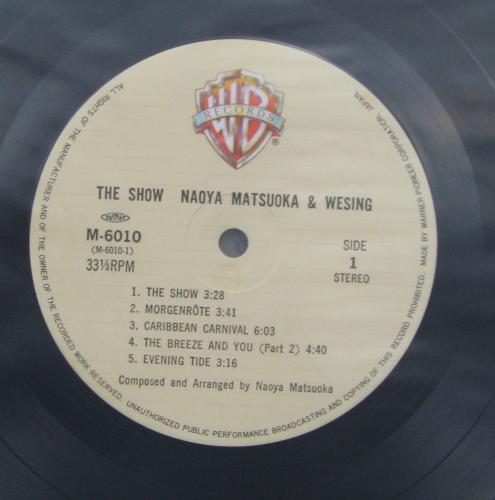 WB
RECORDS
®
THE SHOW NAOYA MATSUOKA & WESING
M-6010
(M-6010-1)
33⅓RPM
SIDE
1
STEREO
1. THE SHOW 3:28
2. MORGENRÖTE 3:41
3. CARIBBEAN CARNIVAL 6:03
4. THE BREEZE AND YOU (Part 2) 4:40
5. EVENING TIDE 3:16
Composed and Arranged by Naoya Matsuoka
ALL RIGHTS OF THE MANUFACTURER AND OF THE OWNER OF THE RECORDED WORK RESERVED. UNAUTHORIZED PUBLIC PERFORMANCE BROADCASTING AND COPYING OF THIS RECORD PROHIBITED. MADE BY WARNER-PIONEER CORPORATION, JAPAN.